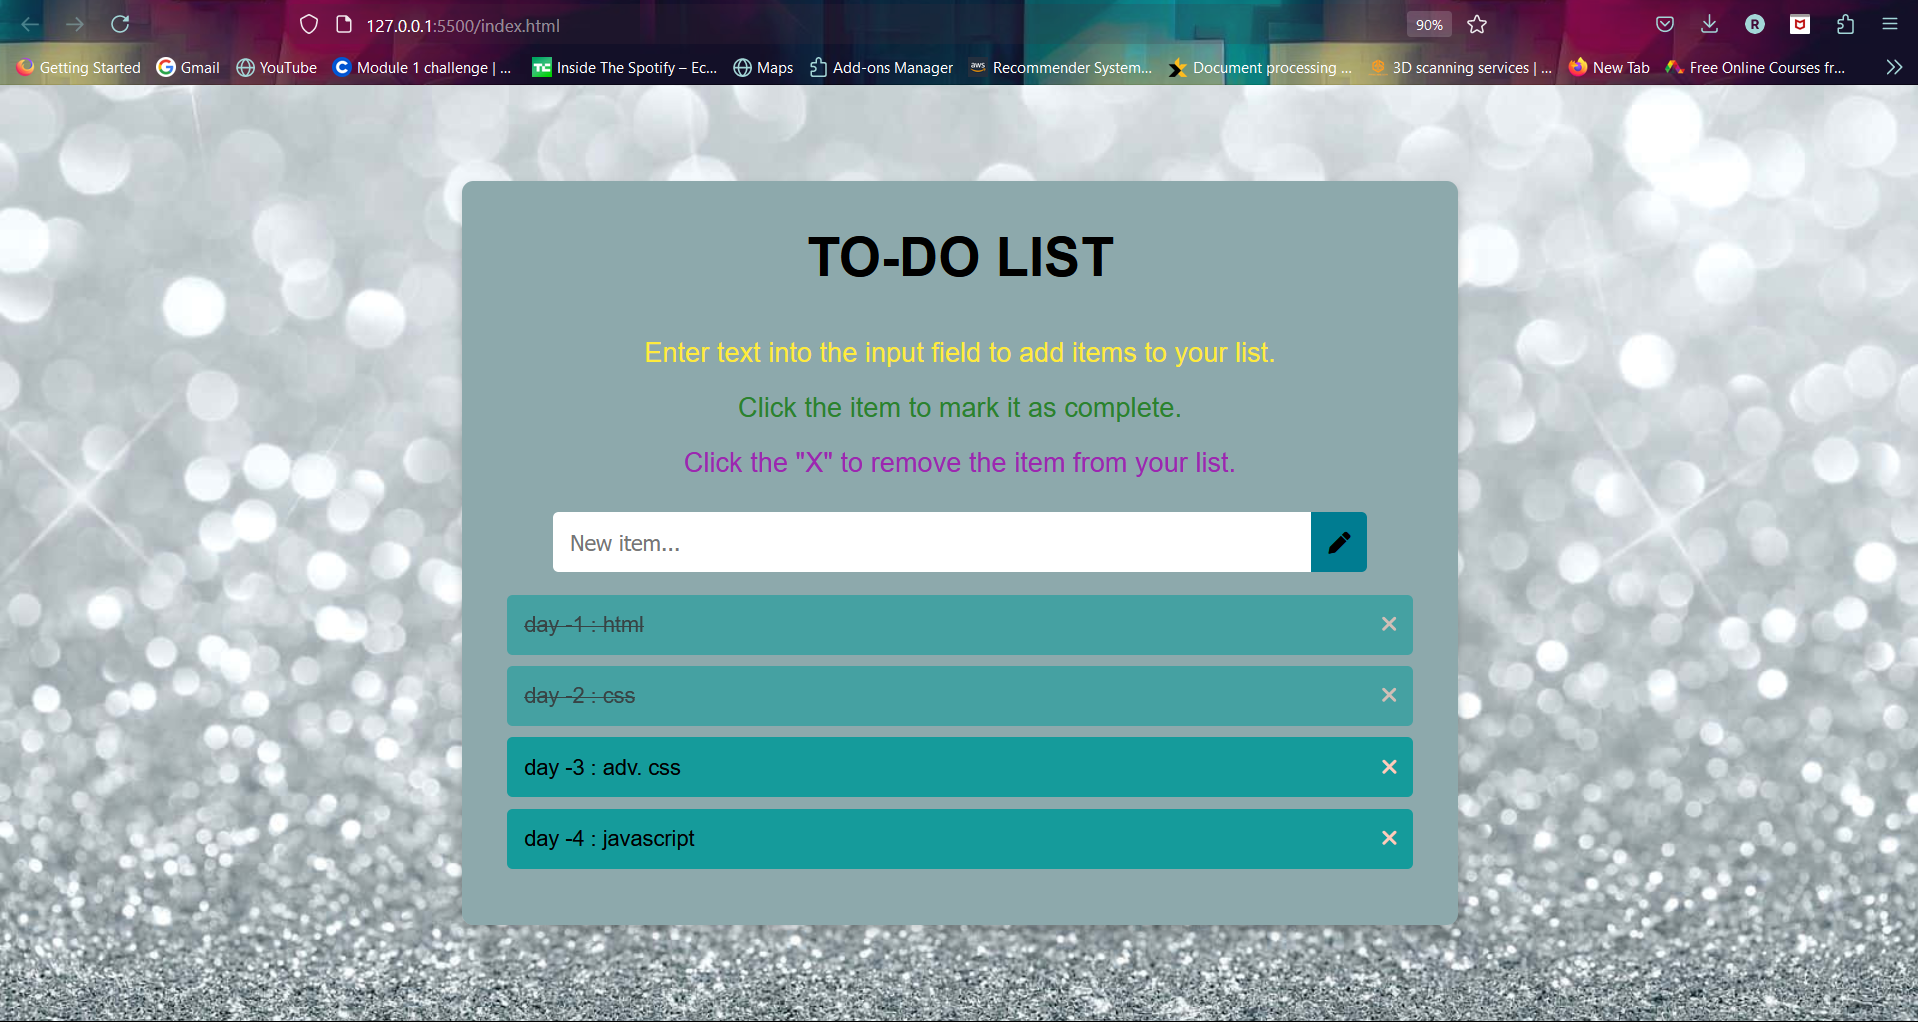 127.0.0.1:5500/index.html
90%
R
Getting Started
Gmail
YouTube
Module 1 challenge | ...
Inside The Spotify – Ec...
Maps
Add-ons Manager
aws
Recommender System...
Document processing ...
3D scanning services | ...
New Tab
Free Online Courses fr...
TO-DO LIST
Enter text into the input field to add items to your list.
Click the item to mark it as complete.
Click the "X" to remove the item from your list.
New item...
day -1 : html
day -2 : css
day -3 : adv. css
day -4 : javascript